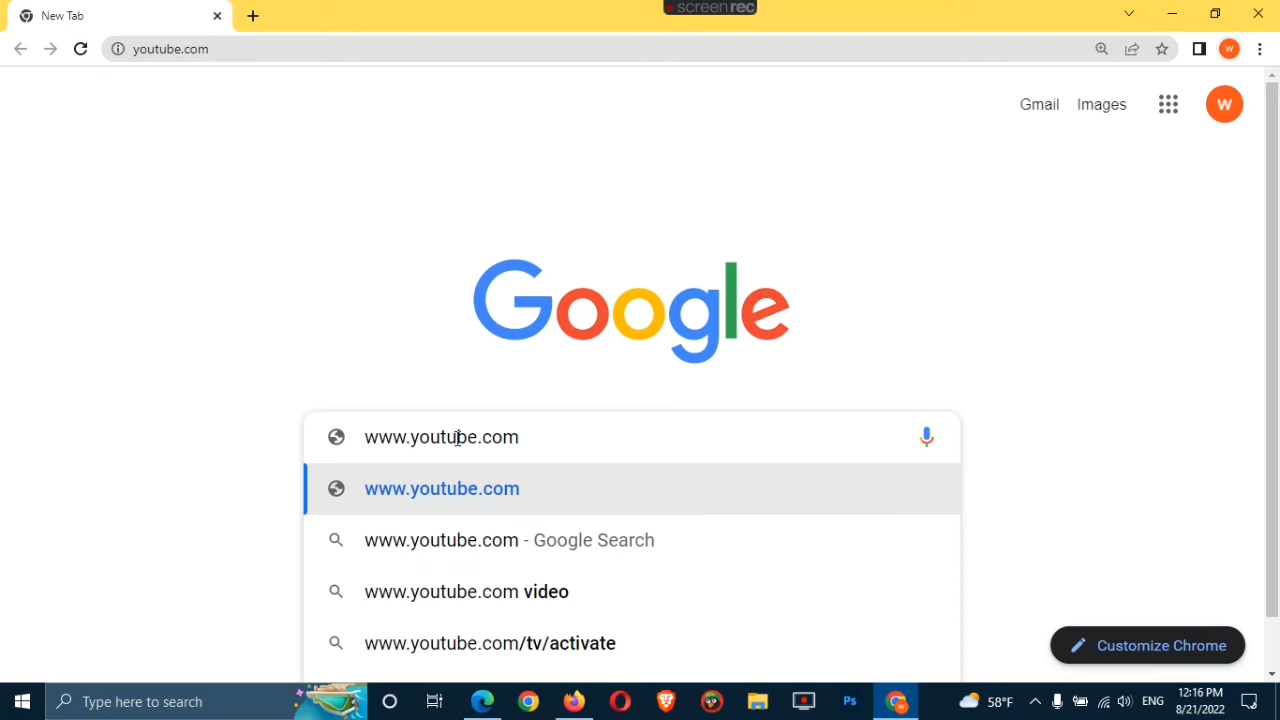 screenrec
New Tab
youtube.com
Gmail Images
W
W
Google
www.youtube.com
www.youtube.com
www.youtube.com - Google Search
www.youtube.com video
www.youtube.com/tv/activate
Customize Chrome
Type here to search
Ps
W
58°F
ENG
12:16 PM
8/21/2022